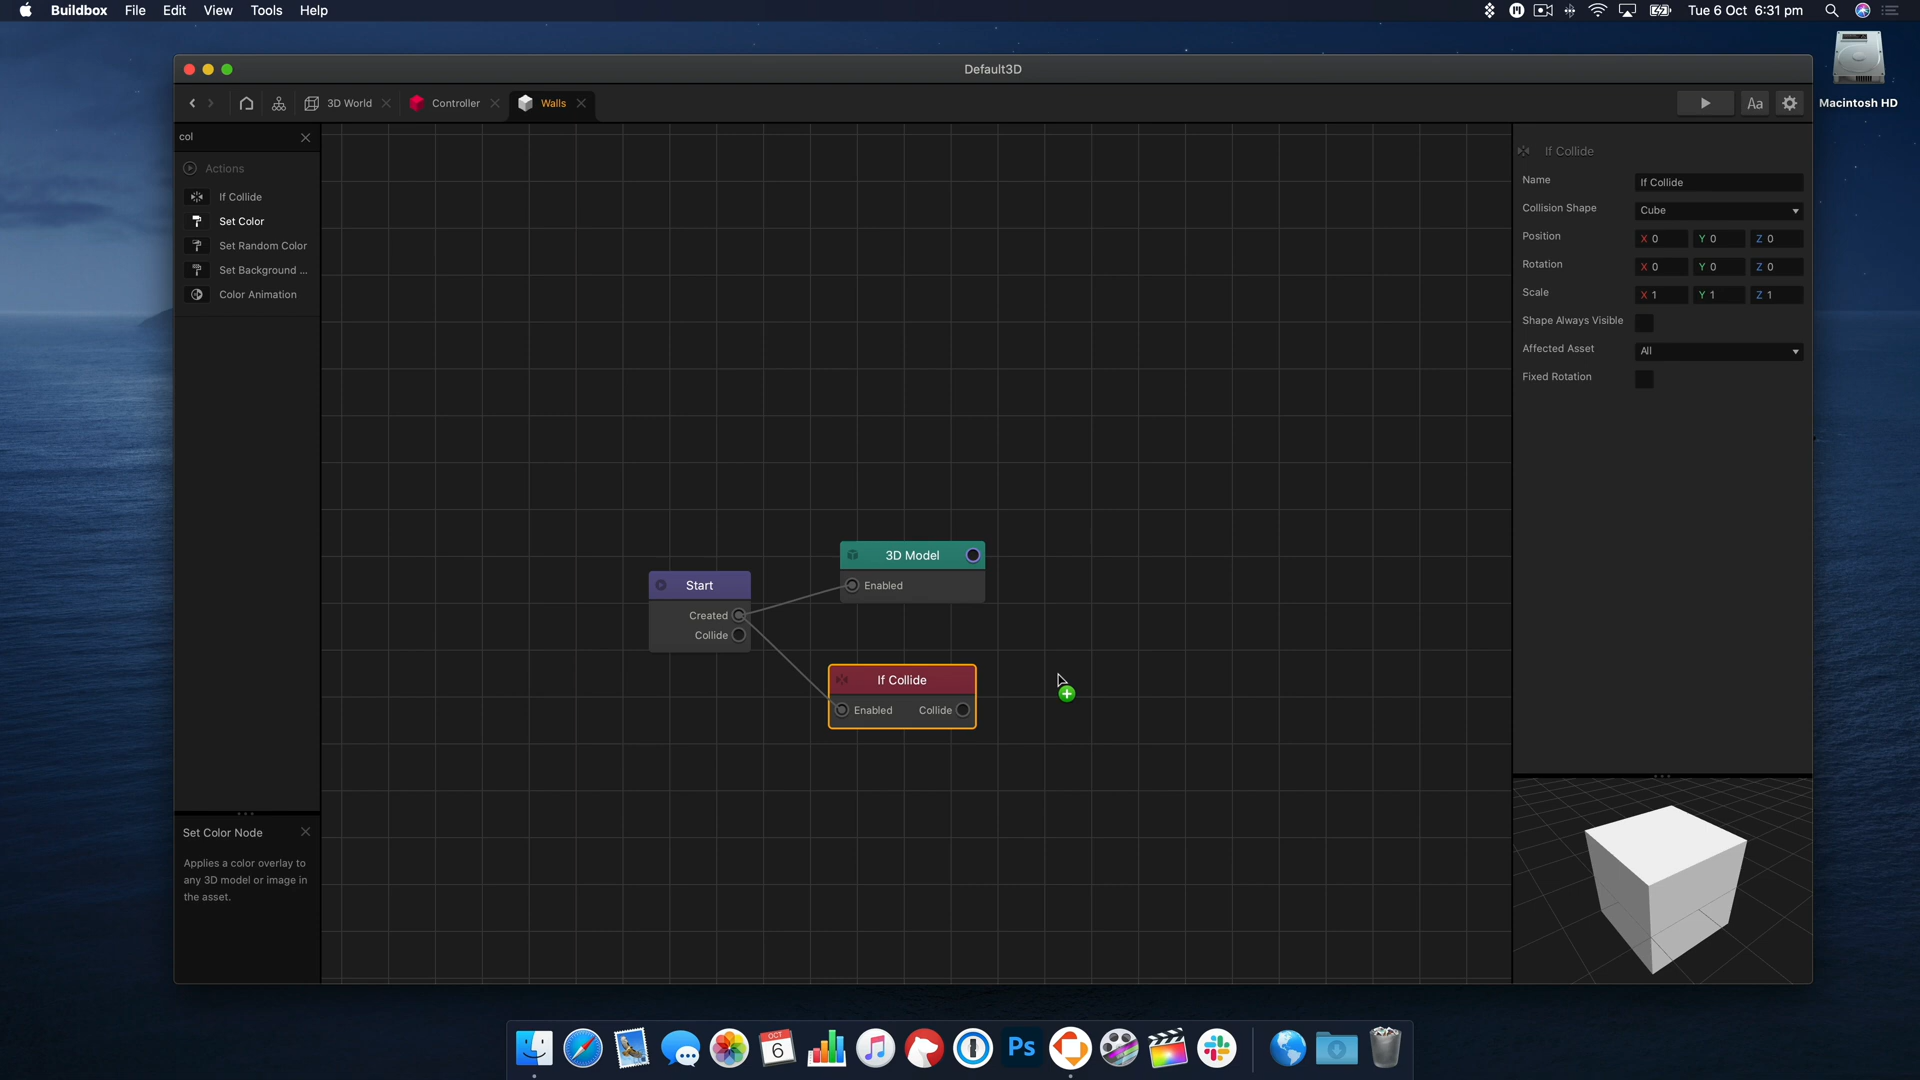 Buildbox File Edit View Tools Help
Tue 6 Oct 6:31 pm
Macintosh HD
Default3D
3D World
Controller
Walls
Aa
col
Actions
If Collide
Set Color
Set Random Color
Set Background ...
Color Animation
Start
Created
Collide
3D Model
Enabled
If Collide
Enabled Collide
If Collide
Name If Collide
Collision Shape Cube
Position X 0 Y 0 Z 0
Rotation X 0 Y 0 Z 0
Scale X 1 Y 1 Z 1
Shape Always Visible
Affected Asset All
Fixed Rotation
Set Color Node
Applies a color overlay to
any 3D model or image in
the asset.
OCT
6
Ps